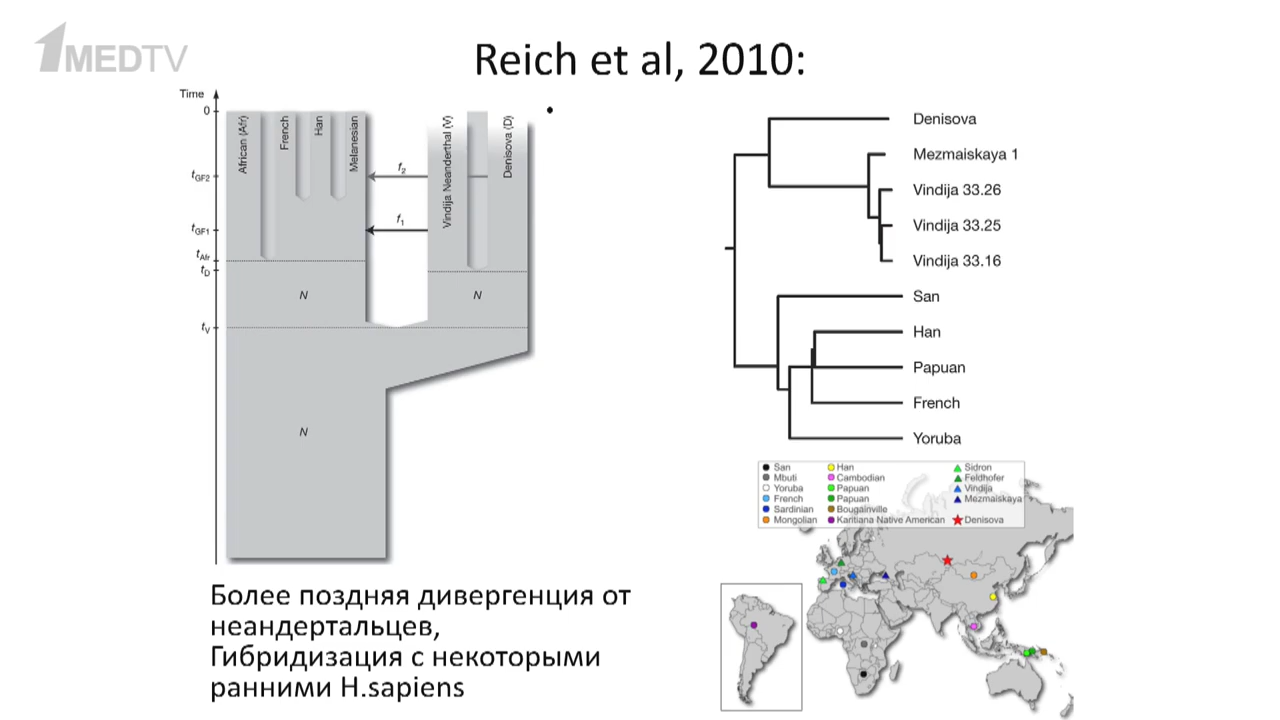 1MEDTV
Reich et al, 2010:
Time
0
African (Afr)
French
Han
Melanesian
Vindija Neanderthal (V)
Denisova (D)
•
tGF2
f2
tGF1
f1
tAfr
tD
N
N
tV
N
Denisova
Mezmaiskaya 1
Vindija 33.26
Vindija 33.25
Vindija 33.16
San
Han
Papuan
French
Yoruba
San Han Sidron
Mbuti Cambodian Feldhofer
Yoruba Papuan Vindija
French Papuan Mezmaiskaya
Sardinian Bougainville
Mongolian Karitiana Native American Denisova
Более поздняя дивергенция от
неандертальцев,
Гибридизация с некоторыми
ранними H.sapiens